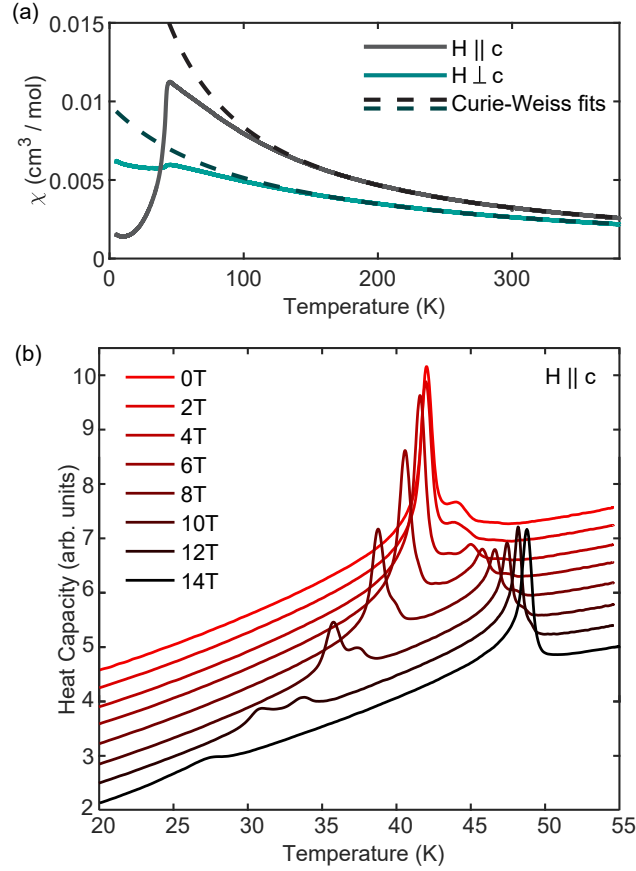 (a)
0.015
0.01
0.005
0
χ (cm³ / mol)
H || c
H ⊥ c
Curie-Weiss fits
100
200
300
Temperature (K)
(b)
H || c
10
9
8
7
6
5
4
3
2
Heat Capacity (arb. units)
0T
2T
4T
6T
8T
10T
12T
14T
20
25
30
35
40
45
50
55
Temperature (K)